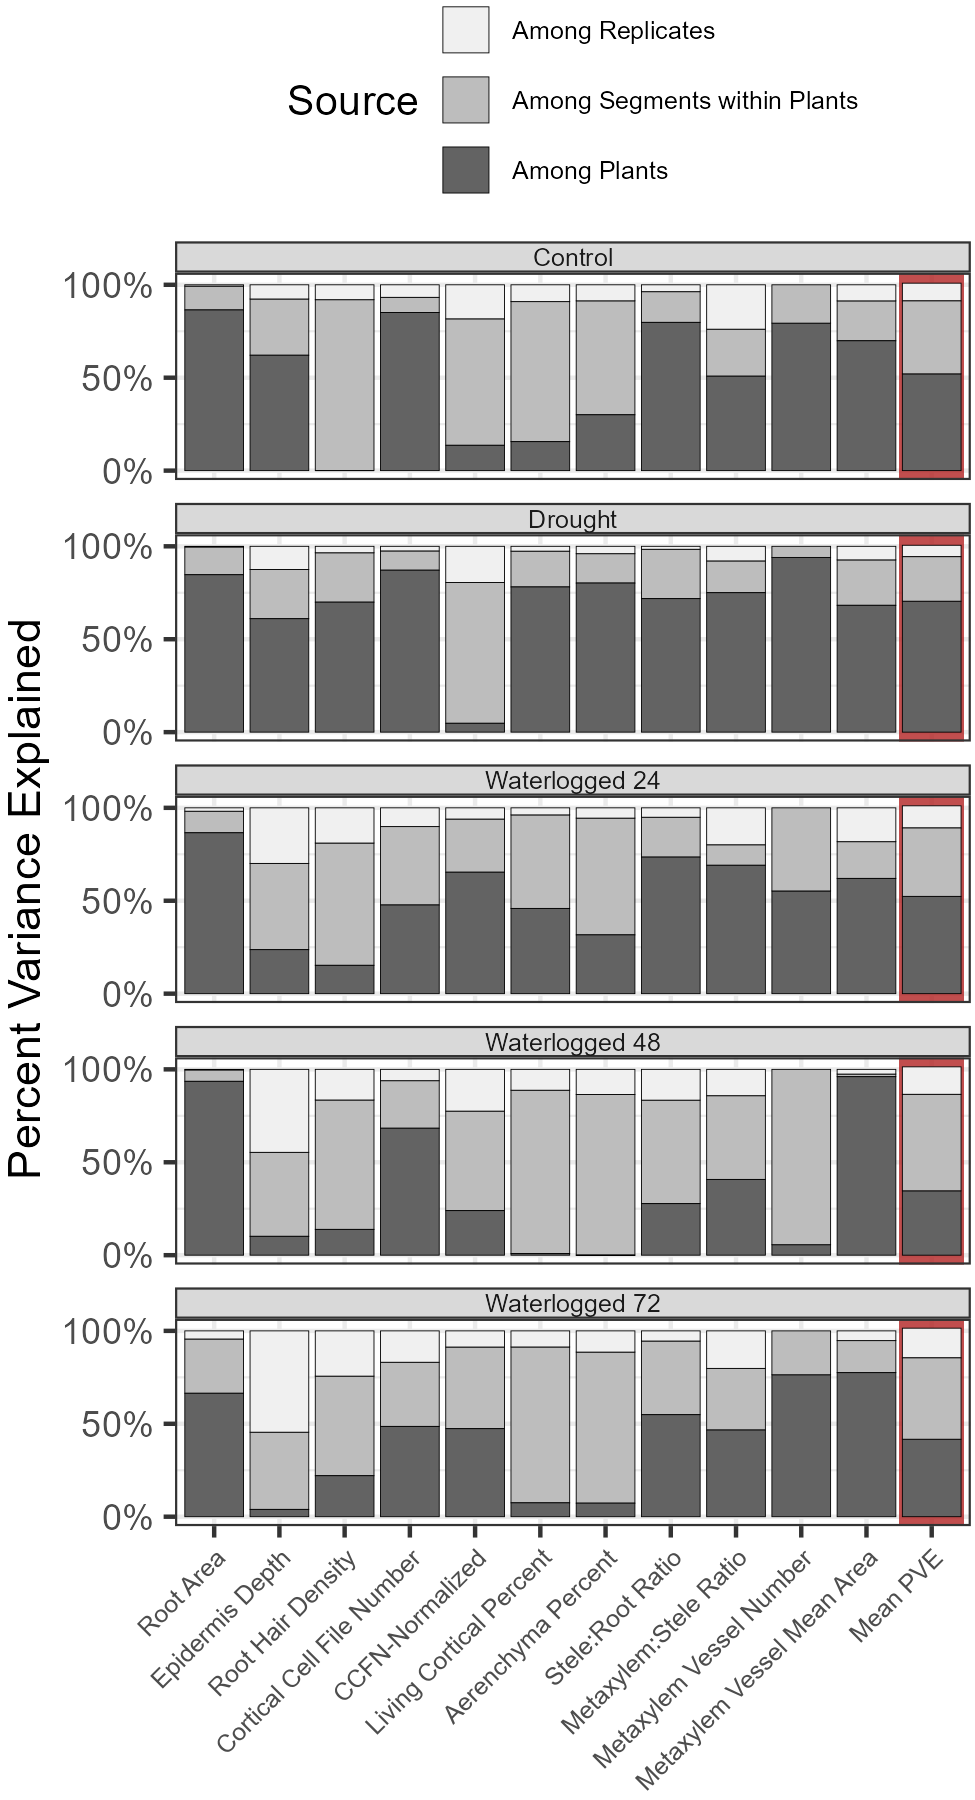 Source
Among Replicates
Among Segments within Plants
Among Plants
Percent Variance Explained
Control
100%
50%
0%
Drought
100%
50%
0%
Waterlogged 24
100%
50%
0%
Waterlogged 48
100%
50%
0%
Waterlogged 72
100%
50%
0%
Root Area
Epidermis Depth
Root Hair Density
Cortical Cell File Number
CCFN-Normalized
Living Cortical Percent
Aerenchyma Percent
Stele:Root Ratio
Metaxylem:Stele Ratio
Metaxylem Vessel Number
Metaxylem Vessel Mean Area
Mean PVE